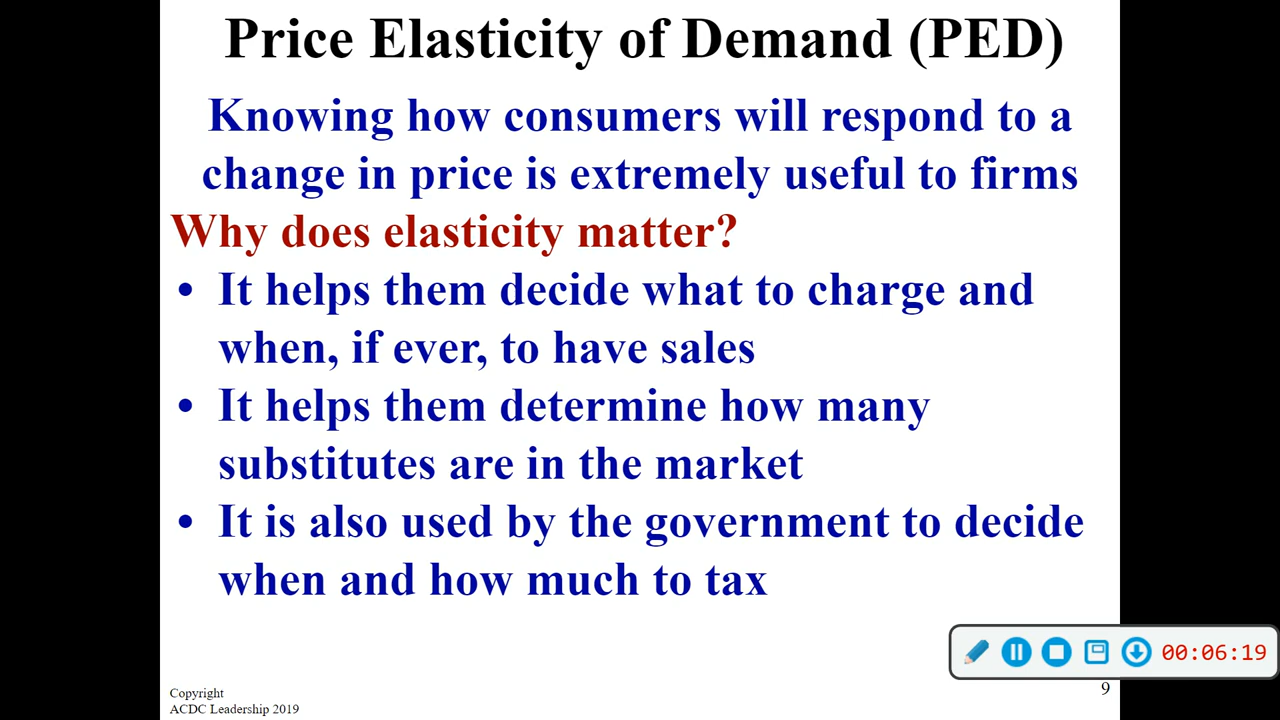 Price Elasticity of Demand (PED)
Knowing how consumers will respond to a
change in price is extremely useful to firms
Why does elasticity matter?
• It helps them decide what to charge and
when, if ever, to have sales
• It helps them determine how many
substitutes are in the market
• It is also used by the government to decide
when and how much to tax
00:06:19
9
Copyright
ACDC Leadership 2019